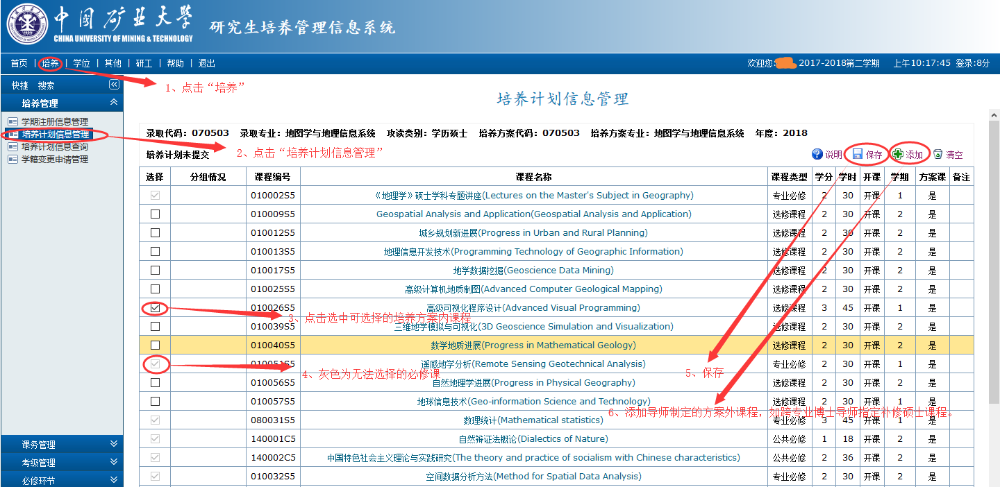 中国矿业大学
CHINA UNIVERSITY OF MINING & TECHNOLOGY
研究生培养管理信息系统
首页 | 培养 | 学位 | 其他 | 研工 | 帮助 | 退出
欢迎您: 2017-2018第二学期 上午10:17:45 登录:8分
快捷 搜索
培养管理
学期注册信息管理
培养计划信息管理
培养计划信息查询
学籍变更申请管理
课务管理
考级管理
必修环节
1、点击“培养”
培养计划信息管理
录取代码：070503 录取专业：地图学与地理信息系统 攻读类别：学历硕士 培养方案代码：070503 培养方案专业：地图学与地理信息系统 年度：2018
2、点击“培养计划信息管理”
培养计划未提交
说明 保存 添加 清空
选择 分组情况 课程编号 课程名称 课程类型 学分 学时 开课 学期 方案课 备注
010002S5 《地理学》硕士学科专题讲座(Lectures on the Master's Subject in Geography) 专业必修 2 30 开课 1 是
010009S5 Geospatial Analysis and Application(Geospatial Analysis and Application) 选修课程 2 30 开课 2 是
010012S5 城乡规划新进展(Progress in Urban and Rural Planning) 选修课程 2 30 开课 2 是
010013S5 地理信息开发技术(Programming Technology of Geographic Information) 选修课程 2 30 开课 2 是
010017S5 地学数据挖掘(Geoscience Data Mining) 选修课程 2 30 开课 2 是
010025S5 高级计算机地质制图(Advanced Computer Geological Mapping) 选修课程 2 30 开课 2 是
010026S5 高级可视化程序设计(Advanced Visual Programming) 选修课程 3 45 开课 1 是
3、点击选中可选择的培养方案内课程
010039S5 三维地学模拟与可视化(3D Geoscience Simulation and Visualization) 选修课程 2 30 开课 2 是
010040S5 数学地质进展(Progress in Mathematical Geology) 选修课程 2 30 开课 2 是
010051S5 遥感地学分析(Remote Sensing Geotechnical Analysis) 专业必修 2 30 开课 1 是
4、灰色为无法选择的必修课
5、保存
010056S5 自然地理学进展(Progress in Physical Geography) 选修课程 2 30 开课 2 是
010057S5 地球信息技术(Geo-information Science and Technology) 选修课程 2 30 开课 1 是
6、添加导师制定的方案外课程，如跨专业博士导师指定补修硕士课程。
080031S5 数理统计(Mathematical statistics) 专业必修 3 45 开课 1 是
140001C5 自然辩证法概论(Dialectics of Nature) 公共必修 1 18 开课 2 是
140002C5 中国特色社会主义理论与实践研究(The theory and practice of socialism with Chinese characteristics) 公共必修 2 36 开课 2 是
010032S5 空间数据分析方法(Method for Spatial Data Analysis) 专业必修 2 30 开课 2 是